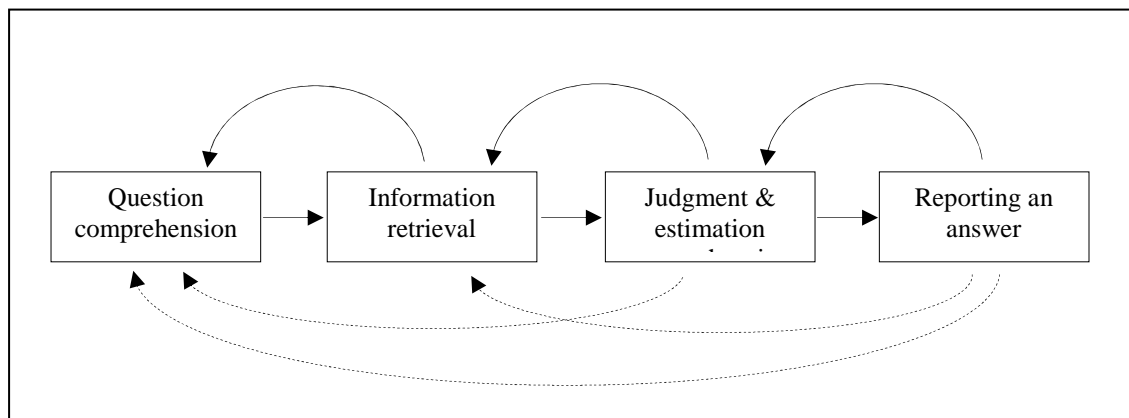 Question
comprehension
Information
retrieval
Judgment &
estimation
Reporting an
answer